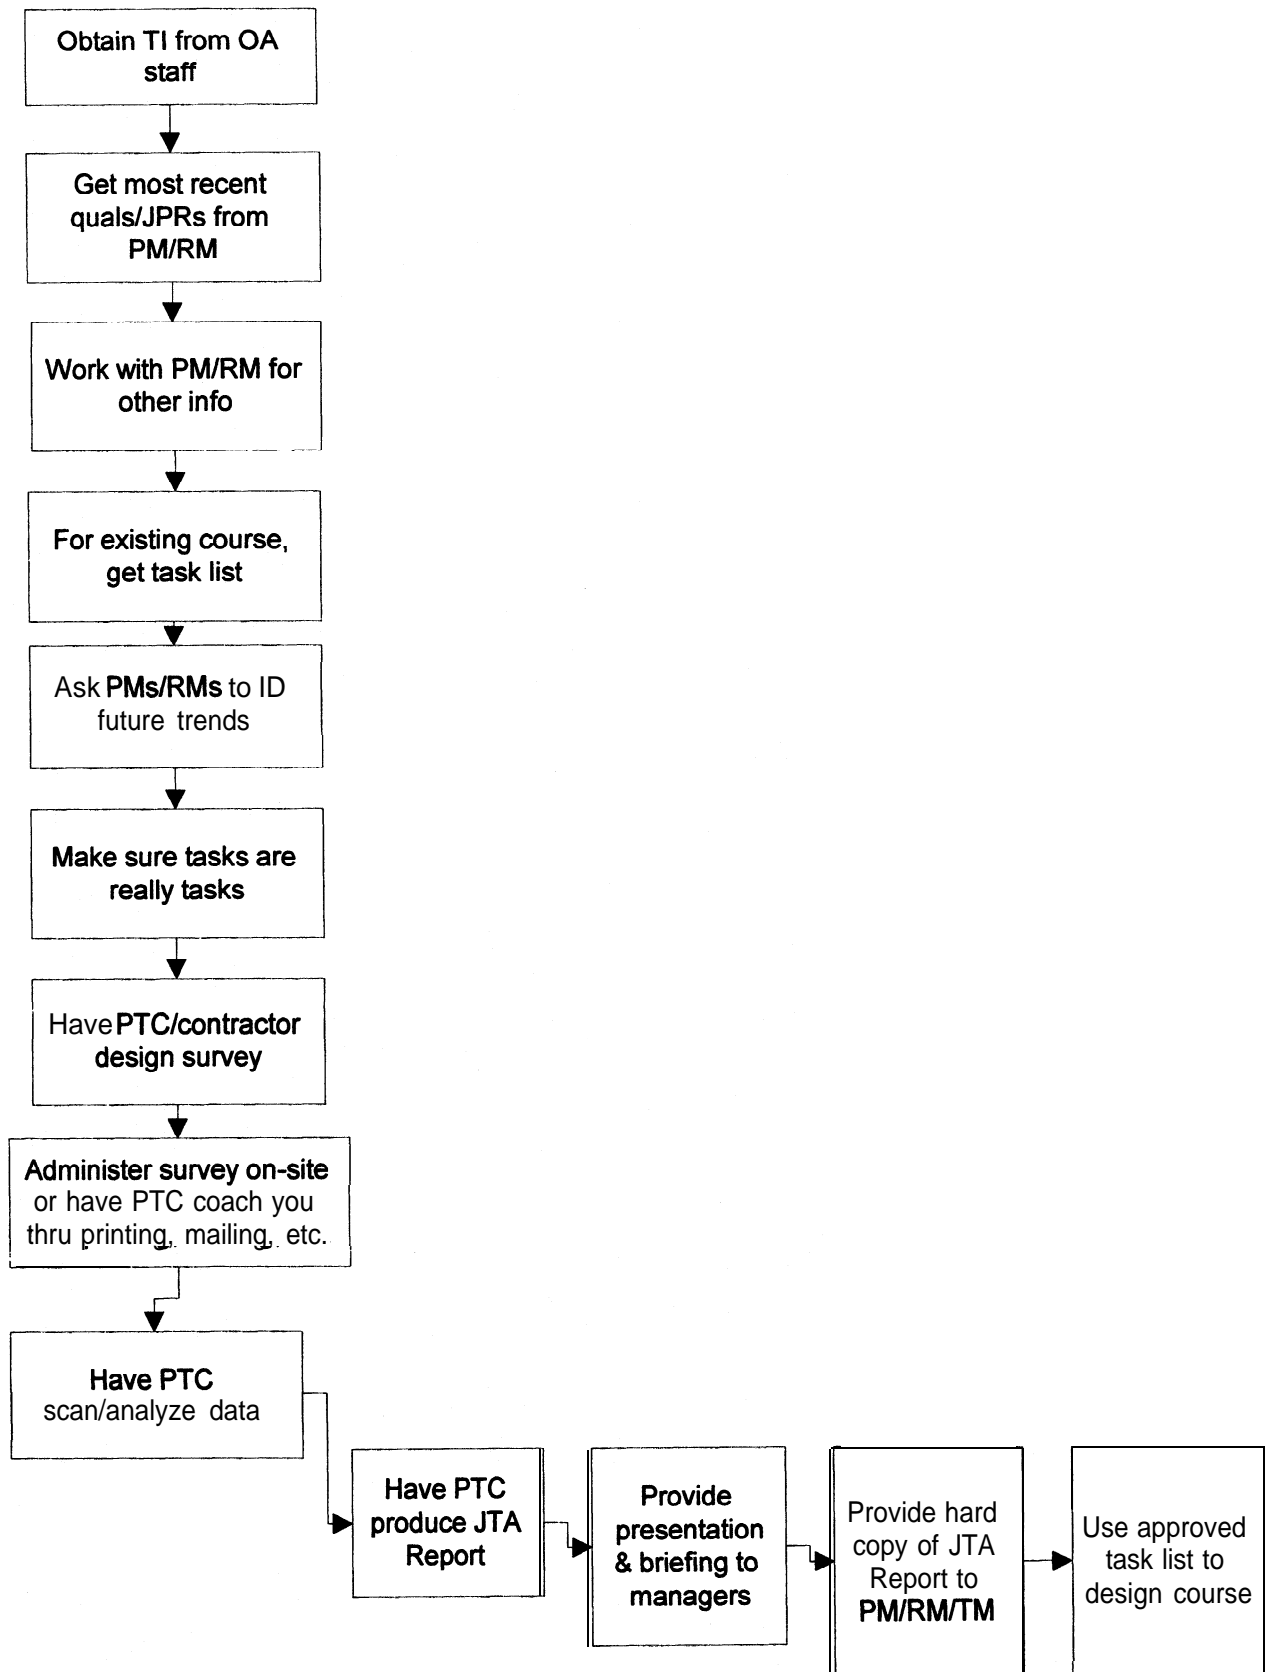 Obtain TI from OA
staff
Get most recent
quals/JPRs from
PM/RM
Work with PM/RM for
other info
For existing course,
get task list
Ask PMs/RMs to ID
future trends
Make sure tasks are
really tasks
Have PTC/contractor
design survey
Administer survey on-site
or have PTC coach you
thru printing, mailing, etc.
Have PTC
scan/analyze data
Have PTC
produce JTA
Report
Provide
presentation
& briefing to
managers
Provide hard
copy of JTA
Report to
PM/RM/TM
Use approved
task list to
design course